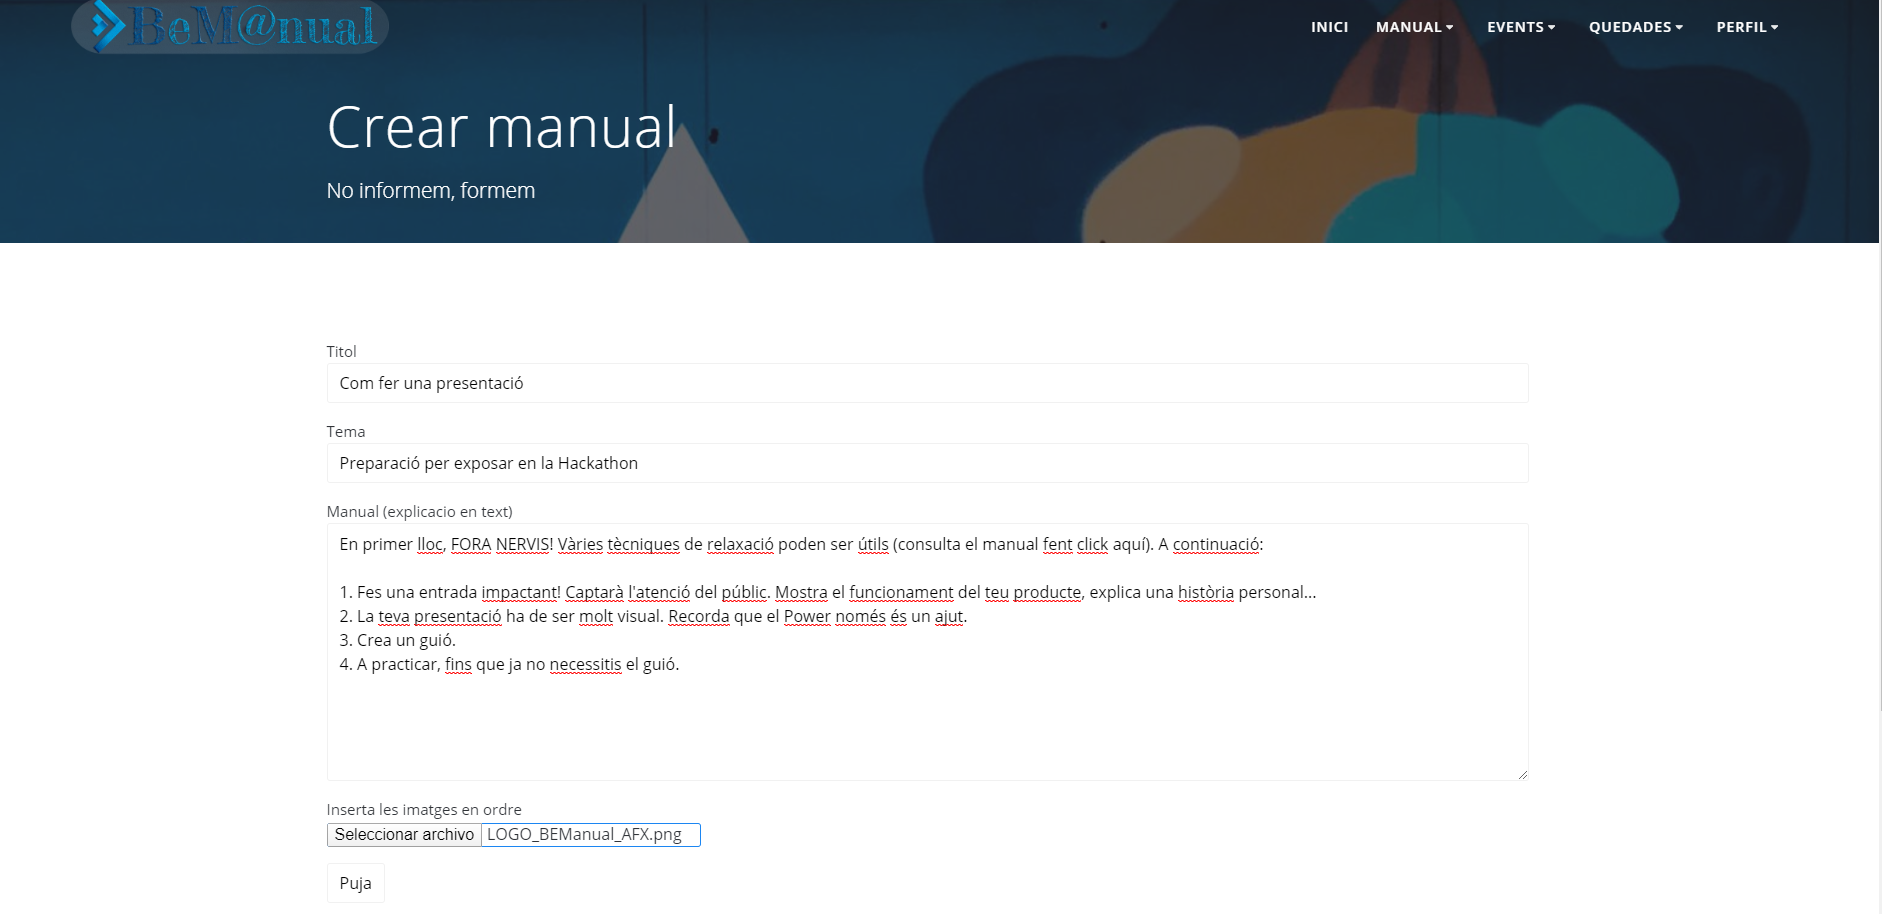 BeM@nual
INICI MANUAL EVENTS QUEDADES PERFIL
Crear manual
No informem, formem
Titol
Com fer una presentació
Tema
Preparació per exposar en la Hackathon
Manual (explicacio en text)
En primer lloc, FORA NERVIS! Vàries tècniques de relaxació poden ser útils (consulta el manual fent click aquí). A continuació:
1. Fes una entrada impactant! Captarà l'atenció del públic. Mostra el funcionament del teu producte, explica una història personal...
2. La teva presentació ha de ser molt visual. Recorda que el Power només és un ajut.
3. Crea un guió.
4. A practicar, fins que ja no necessitis el guió.
Inserta les imatges en ordre
Seleccionar archivo LOGO_BEManual_AFX.png
Puja